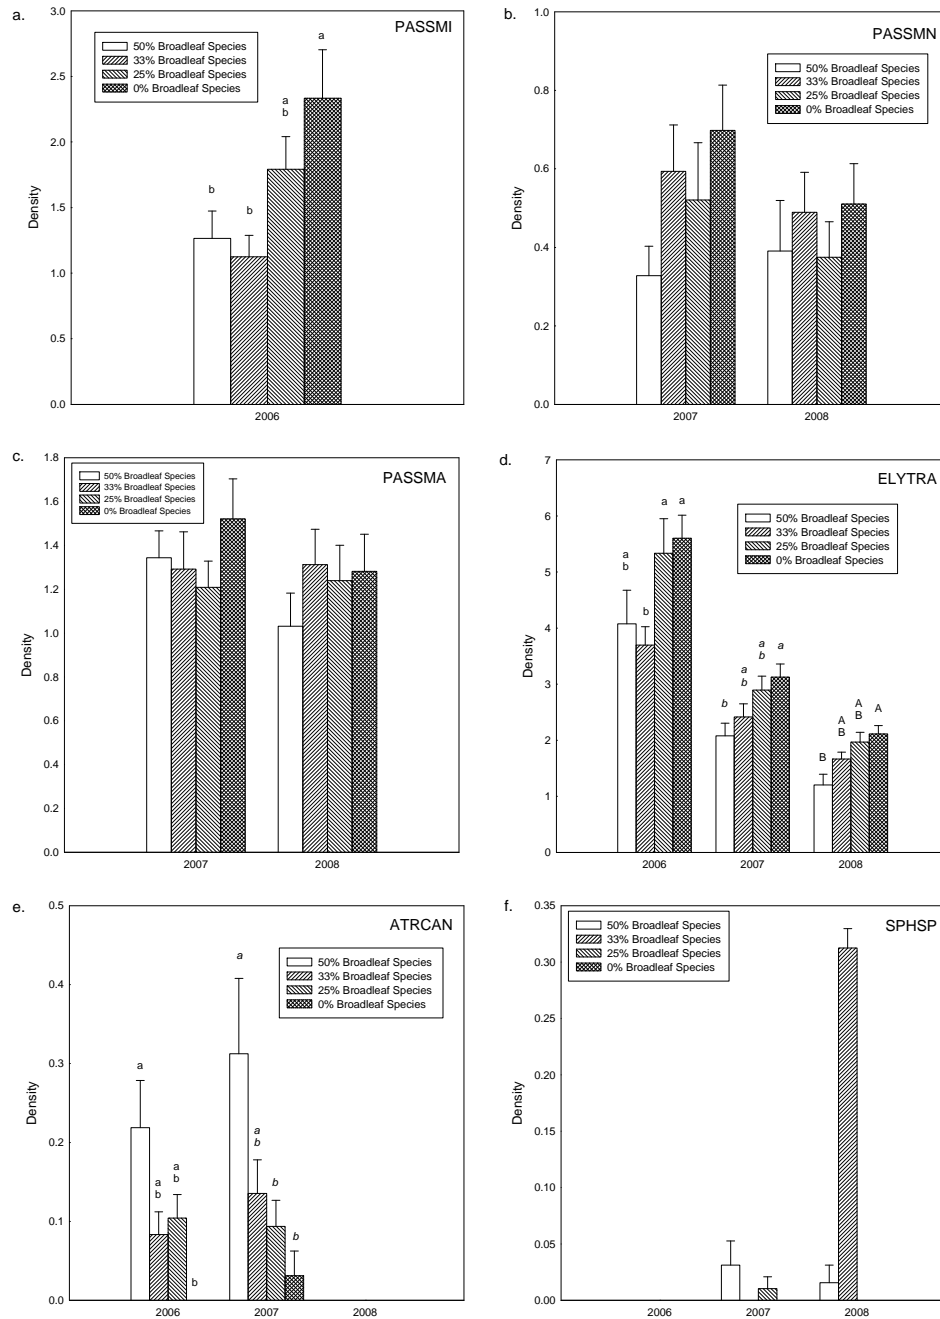 a.
PASSMI
50% Broadleaf Species
33% Broadleaf Species
25% Broadleaf Species
0% Broadleaf Species
3.0
2.5
2.0
1.5
1.0
0.5
0.0
Density
b
b
a
b
a
2006
b.
PASSMN
50% Broadleaf Species
33% Broadleaf Species
25% Broadleaf Species
0% Broadleaf Species
1.0
0.8
0.6
0.4
0.2
0.0
Density
2007 2008
c.
PASSMA
50% Broadleaf Species
33% Broadleaf Species
25% Broadleaf Species
0% Broadleaf Species
1.8
1.6
1.4
1.2
1.0
0.8
0.6
0.4
0.2
0.0
Density
2007 2008
d.
ELYTRA
50% Broadleaf Species
33% Broadleaf Species
25% Broadleaf Species
0% Broadleaf Species
7
6
5
4
3
2
1
0
Density
a
b
b
a
a
b
a
b
a
b
a
B
A
B
A
B
A
2006 2007 2008
e.
ATRCAN
50% Broadleaf Species
33% Broadleaf Species
25% Broadleaf Species
0% Broadleaf Species
0.5
0.4
0.3
0.2
0.1
0.0
Density
a
a
b
a
b
b
a
a
b
b
b
2006 2007 2008
f.
SPHSP
50% Broadleaf Species
33% Broadleaf Species
25% Broadleaf Species
0% Broadleaf Species
0.35
0.30
0.25
0.20
0.15
0.10
0.05
0.00
Density
2006 2007 2008